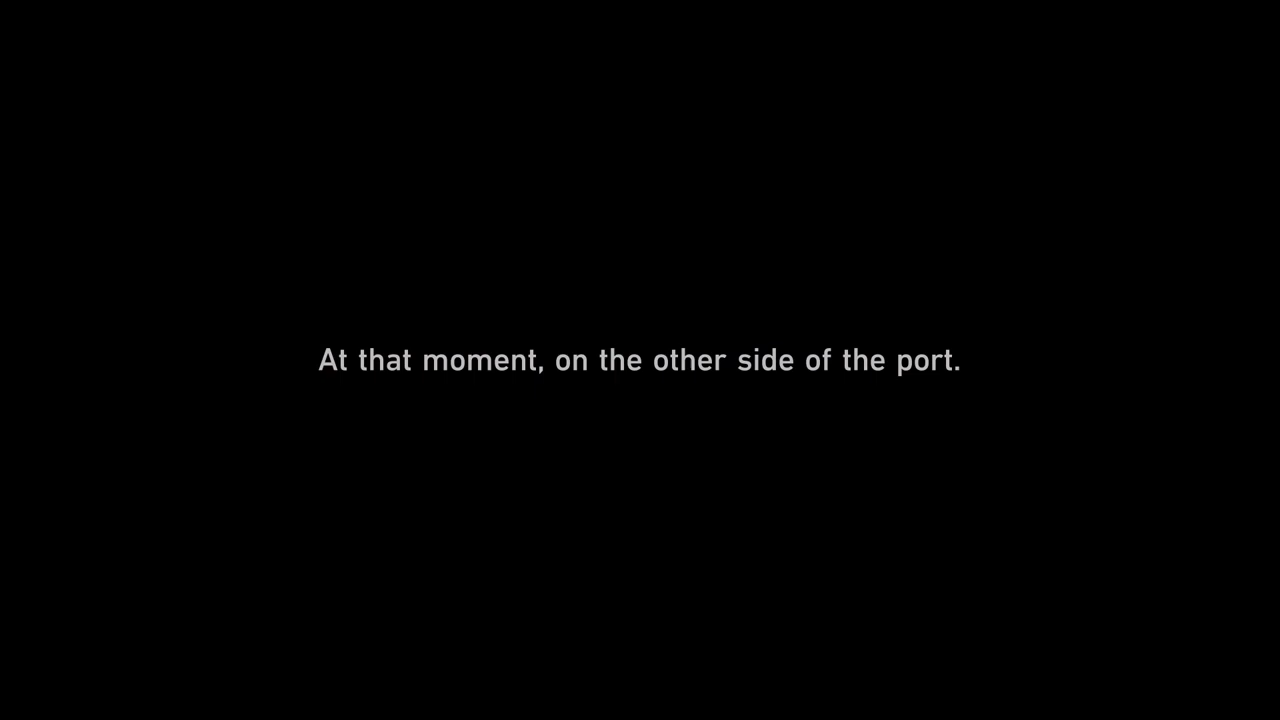 At that moment, on the other side of the port.